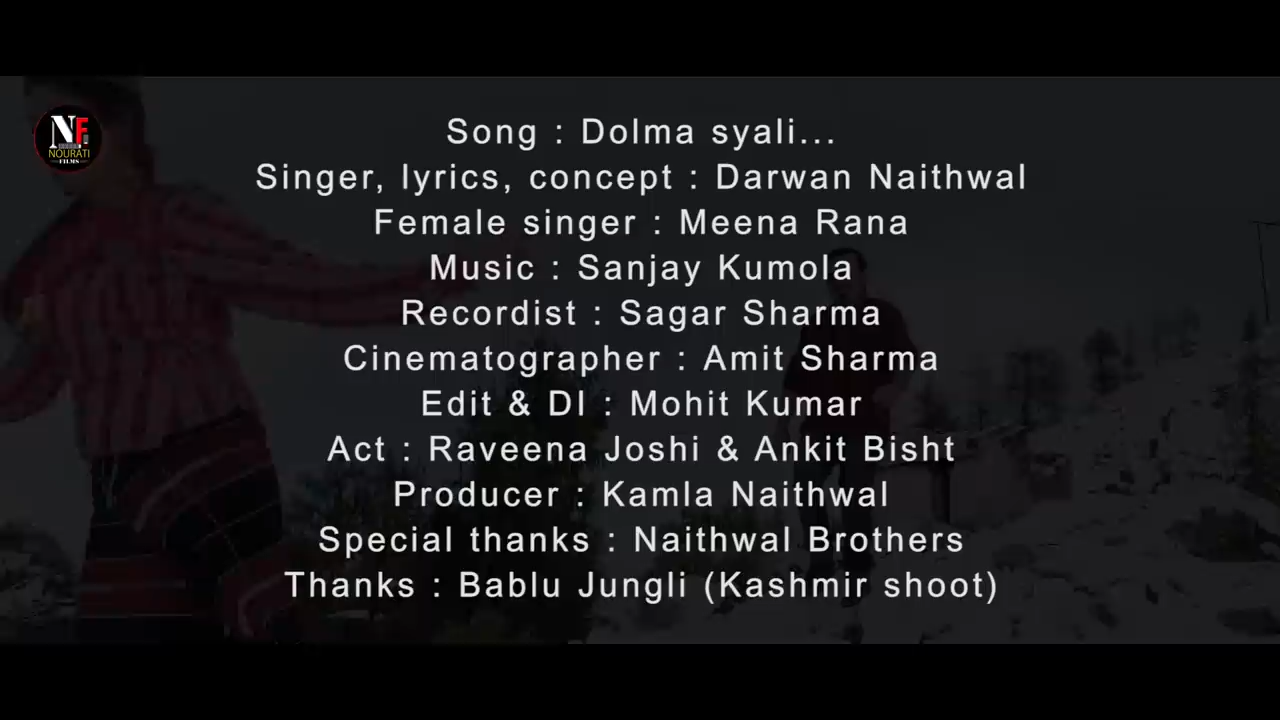 NF
NOURATI
FILMS
Song : Dolma syali...
Singer, lyrics, concept : Darwan Naithwal
Female singer : Meena Rana
Music : Sanjay Kumola
Recordist : Sagar Sharma
Cinematographer : Amit Sharma
Edit & DI : Mohit Kumar
Act : Raveena Joshi & Ankit Bisht
Producer : Kamla Naithwal
Special thanks : Naithwal Brothers
Thanks : Bablu Jungli (Kashmir shoot)